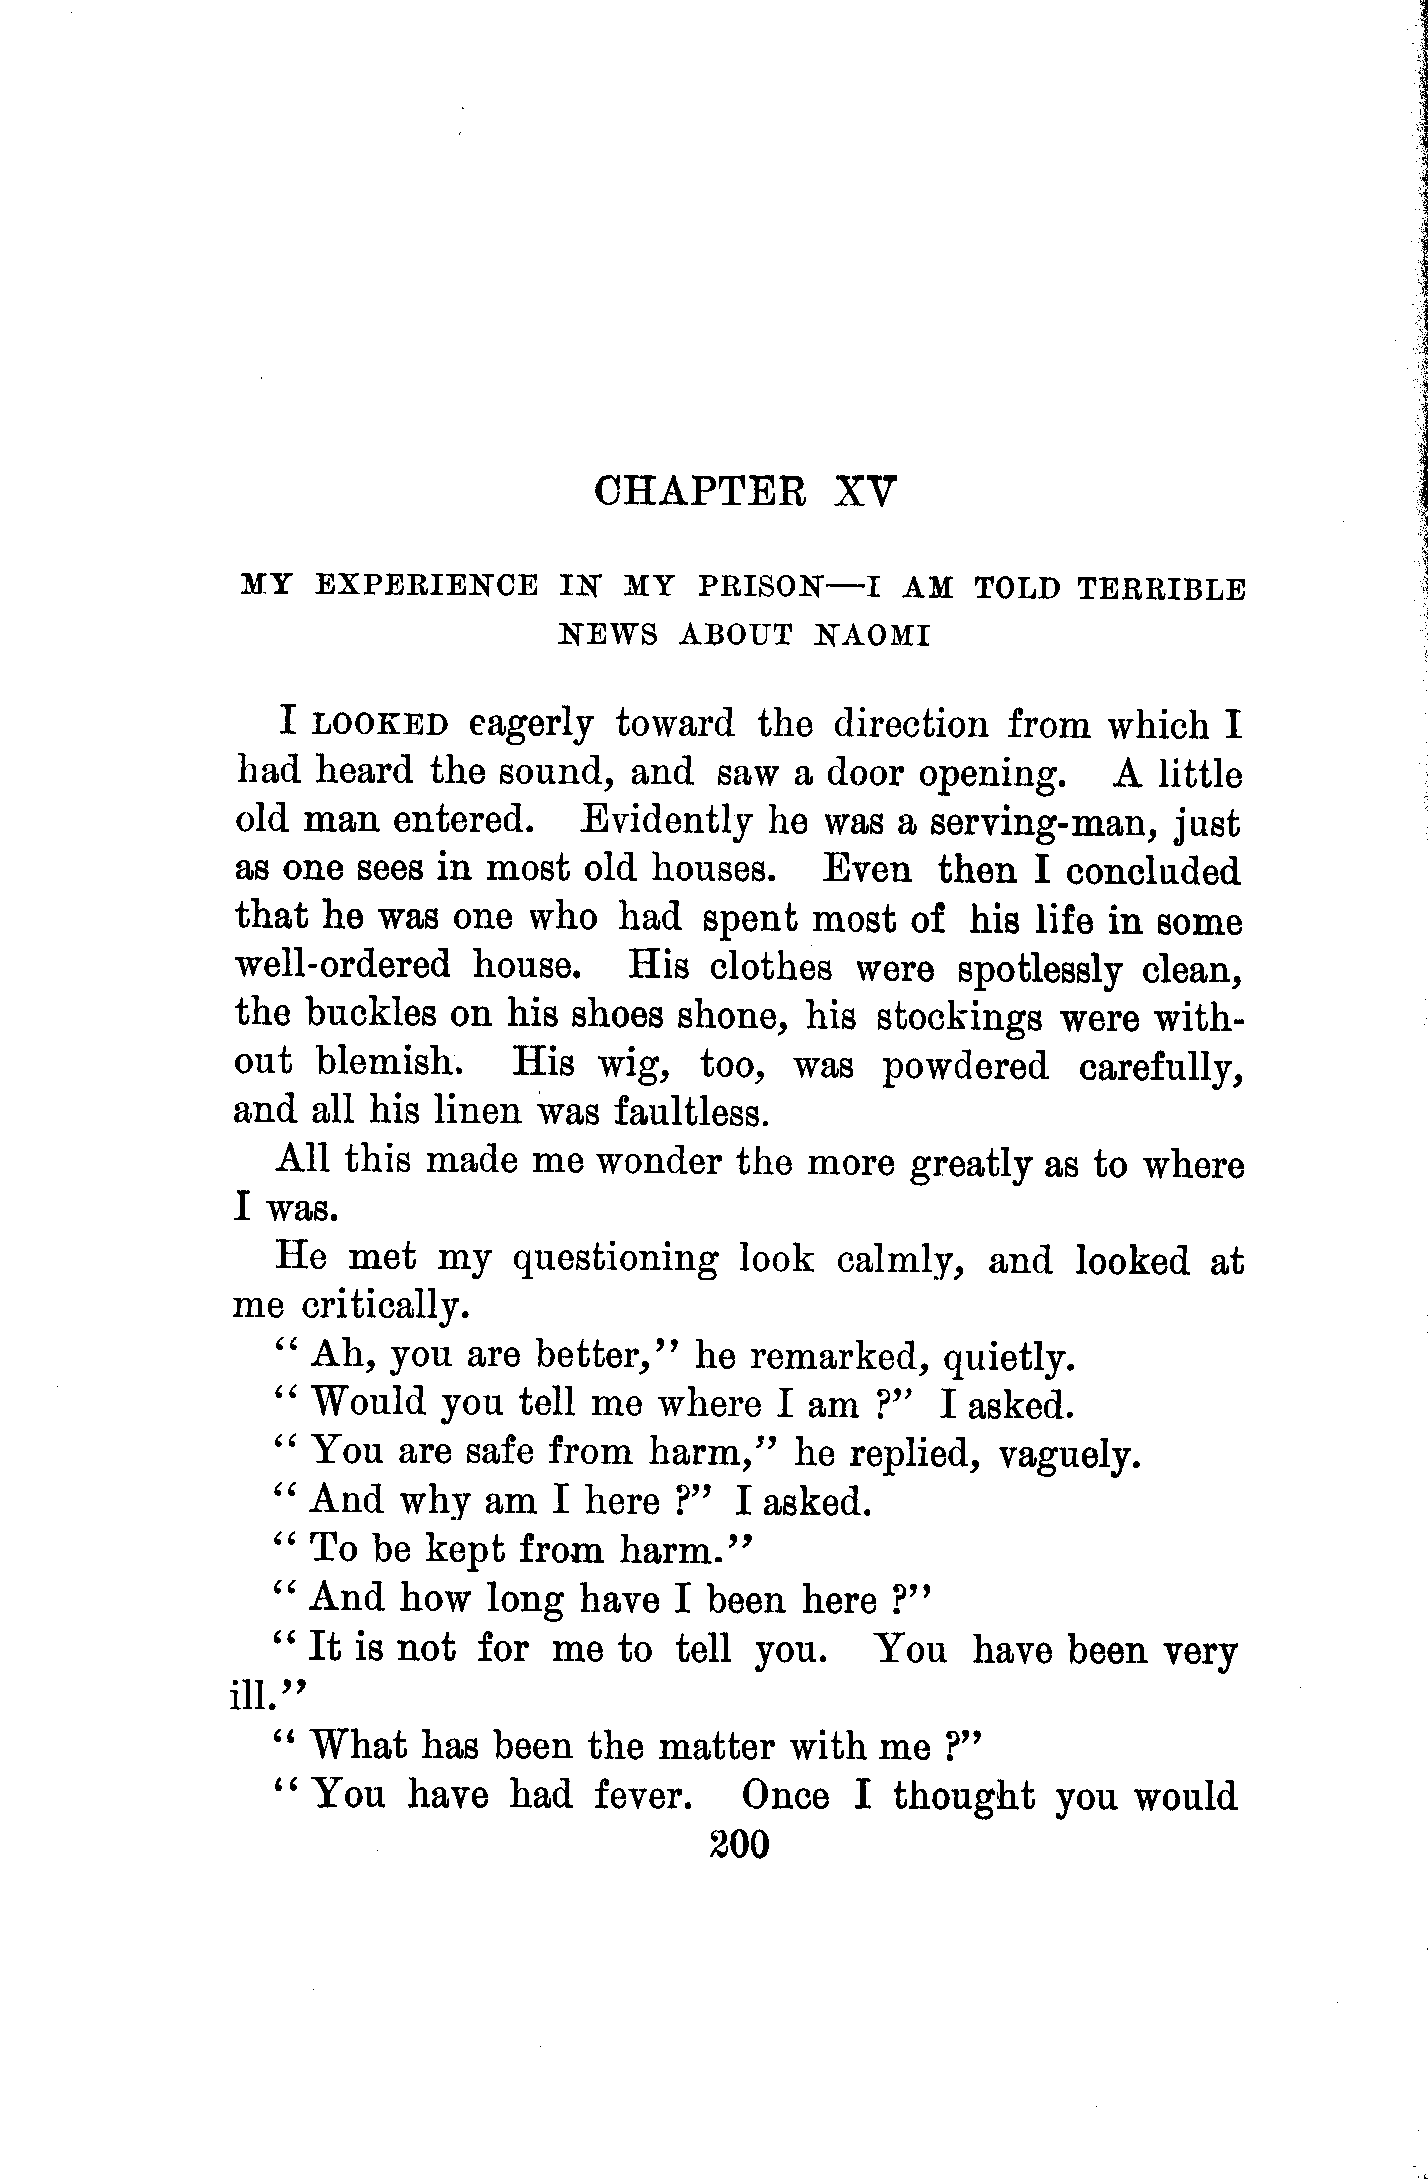 CHAPTER XV
MY EXPERIENCE IN MY PRISON—I AM TOLD TERRIBLE
NEWS ABOUT NAOMI
I LOOKED eagerly toward the direction from which I
had heard the sound, and saw a door opening. A little
old man entered. Evidently he was a serving-man, just
as one sees in most old houses. Even then I concluded
that he was one who had spent most of his life in some
well-ordered house. His clothes were spotlessly clean,
the buckles on his shoes shone, his stockings were with-
out blemish. His wig, too, was powdered carefully,
and all his linen was faultless.
All this made me wonder the more greatly as to where
I was.
He met my questioning look calmly, and looked at
me critically.
“ Ah, you are better,” he remarked, quietly.
“ Would you tell me where I am ?” I asked.
“ You are safe from harm,” he replied, vaguely.
“ And why am I here ?” I asked.
“ To be kept from harm.”
“ And how long have I been here ?”
“ It is not for me to tell you. You have been very
ill.”
“ What has been the matter with me ?”
“ You have had fever. Once I thought you would
200